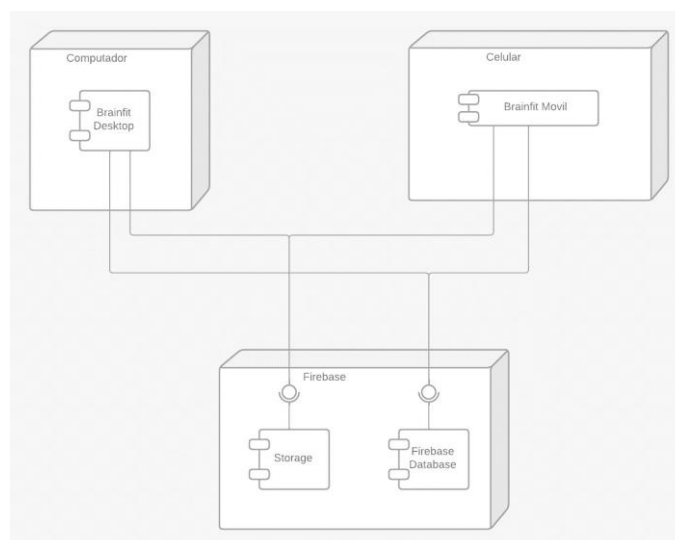 Computador
Brainfit
Desktop
Celular
Brainfit Movil
Firebase
Storage
Firebase
Database